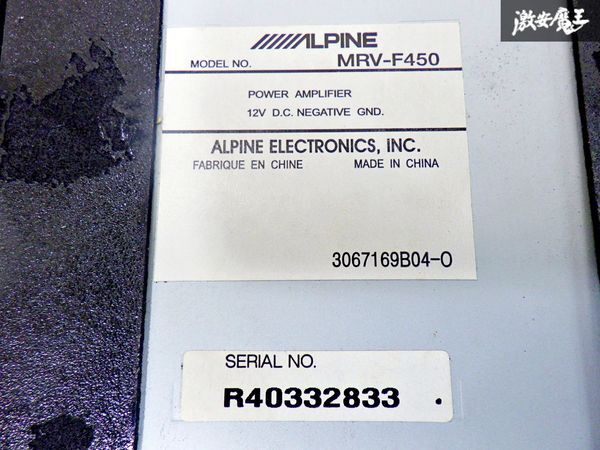 激安魔王
/////ALPINE
MODEL NO. MRV-F450
POWER AMPLIFIER
12V D.C. NEGATIVE GND.
ALPINE ELECTRONICS, INC.
FABRIQUE EN CHINE MADE IN CHINA
3067169B04-O
SERIAL NO.
R40332833 .